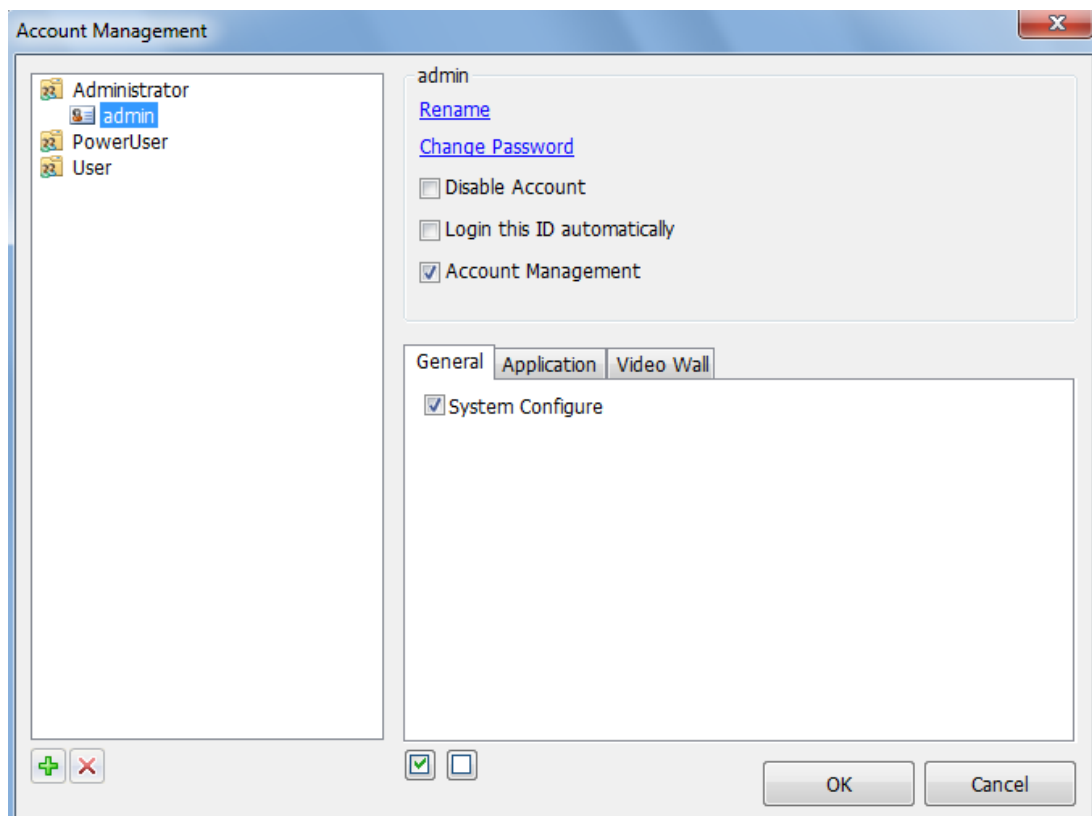 Account Management
Administrator
admin
PowerUser
User
admin
Rename
Change Password
Disable Account
Login this ID automatically
Account Management
General Application Video Wall
System Configure
OK Cancel